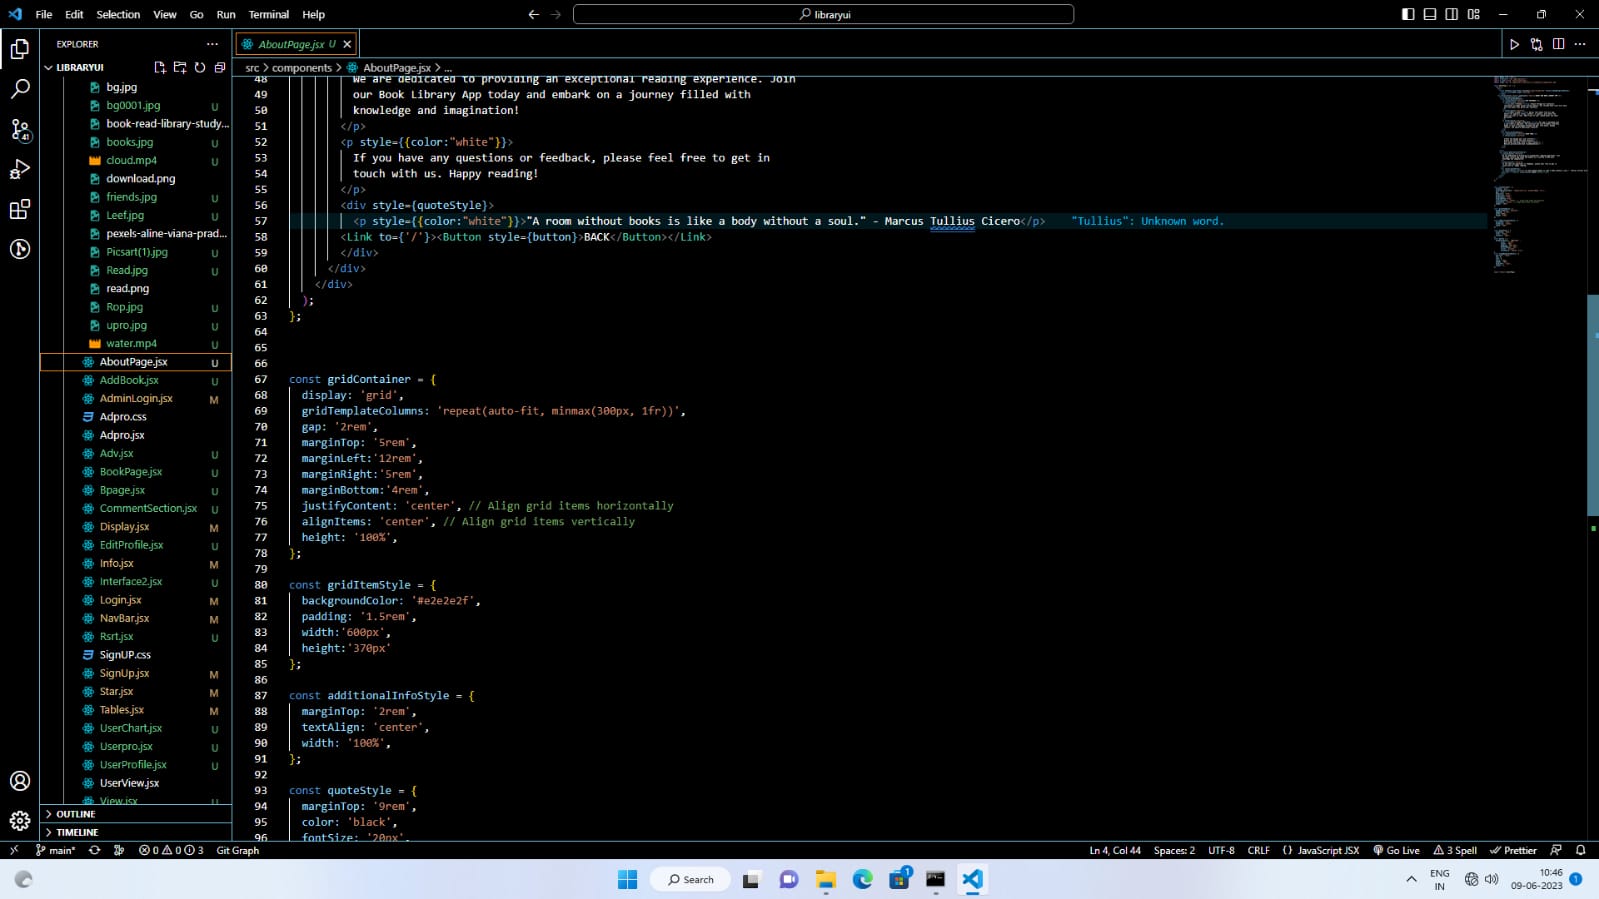 File Edit Selection View Go Run Terminal Help
libraryui
EXPLORER
LIBRARYUI
bg.jpg
bg0001.jpg U
book-read-library-study...
books.jpg U
cloud.mp4 U
download.png
friends.jpg U
Leef.jpg U
pexels-aline-viana-prad...
Picsart(1).jpg U
Read.jpg U
read.png
Rop.jpg U
upro.jpg U
water.mp4 U
AboutPage.jsx U
AddBook.jsx U
AdminLogin.jsx M
Adpro.css
Adpro.jsx
Adv.jsx U
BookPage.jsx U
Bpage.jsx U
CommentSection.jsx U
Display.jsx M
EditProfile.jsx U
Info.jsx M
Interface2.jsx U
Login.jsx M
NavBar.jsx M
Rsrt.jsx U
SignUP.css
SignUp.jsx M
Star.jsx M
Tables.jsx M
UserChart.jsx U
Userpro.jsx U
UserProfile.jsx U
UserView.jsx
View.jsx U
OUTLINE
TIMELINE
41
AboutPage.jsx U
src > components > AboutPage.jsx > ...
48 We are dedicated to providing an exceptional reading experience. Join
49 our Book Library App today and embark on a journey filled with
50 knowledge and imagination!
51 </p>
52 <p style={{color:"white"}}>
53 If you have any questions or feedback, please feel free to get in
54 touch with us. Happy reading!
55 </p>
56 <div style={quoteStyle}>
57 <p style={{color:"white"}}>"A room without books is like a body without a soul." - Marcus Tullius Cicero</p> "Tullius": Unknown word.
58 <Link to={'/'}><Button style={button}>BACK</Button></Link>
59 </div>
60 </div>
61 </div>
62 );
63 };
64
65
66
67 const gridContainer = {
68 display: 'grid',
69 gridTemplateColumns: 'repeat(auto-fit, minmax(300px, 1fr))',
70 gap: '2rem',
71 marginTop: '5rem',
72 marginLeft:'12rem',
73 marginRight:'5rem',
74 marginBottom:'4rem',
75 justifyContent: 'center', // Align grid items horizontally
76 alignItems: 'center', // Align grid items vertically
77 height: '100%',
78 };
79
80 const gridItemStyle = {
81 backgroundColor: '#e2e2e2f',
82 padding: '1.5rem',
83 width:'600px',
84 height:'370px'
85 };
86
87 const additionalInfoStyle = {
88 marginTop: '2rem',
89 textAlign: 'center',
90 width: '100%',
91 };
92
93 const quoteStyle = {
94 marginTop: '9rem',
95 color: 'black',
96 fontSize: '20px',
main* 0 0 3 Git Graph
Ln 4, Col 44 Spaces: 2 UTF-8 CRLF {} JavaScript JSX Go Live 3 Spell Prettier
Search
1
ENG
IN
10:46
09-06-2023
1